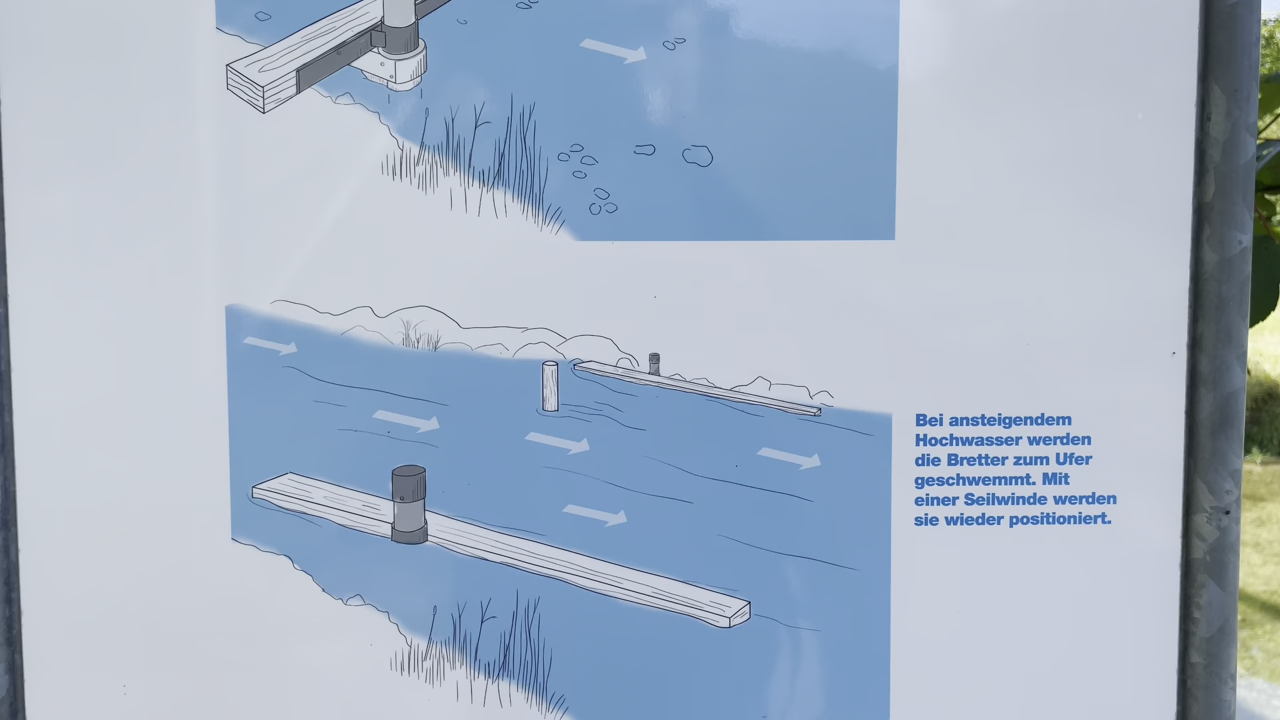 Bei ansteigendem
Hochwasser werden
die Bretter zum Ufer
geschwemmt. Mit
einer Seilwinde werden
sie wieder positioniert.